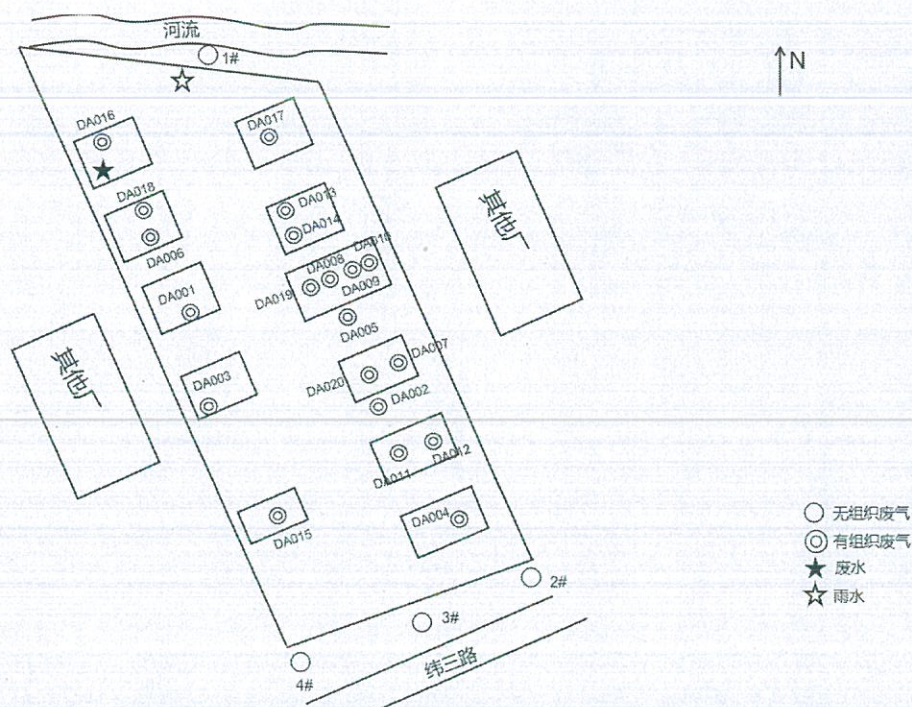 河流
1#
N
DA016
DA017
DA018
DA013
DA014
DA006
DA010
DA008
DA001
DA019
DA009
DA005
其他厂
其他厂
DA007
DA003
DA020
DA002
DA012
DA011
DA004
DA015
无组织废气
有组织废气
废水
雨水
2#
3#
4#
纬三路